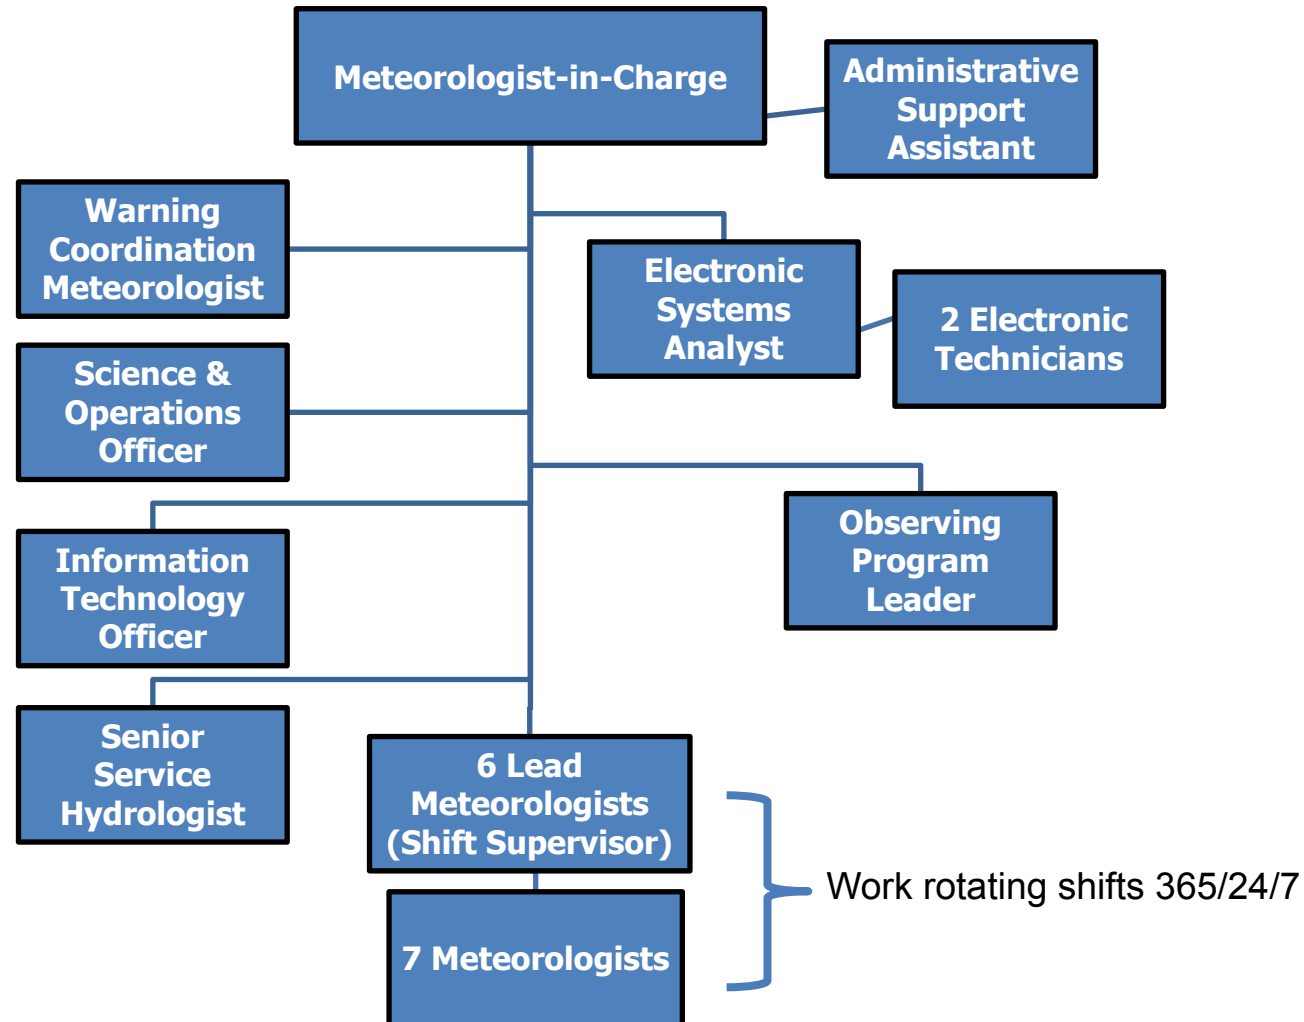 Meteorologist-in-Charge
Administrative
Support
Assistant
Warning
Coordination
Meteorologist
Electronic
Systems
Analyst
2 Electronic
Technicians
Science &
Operations
Officer
Information
Technology
Officer
Observing
Program
Leader
Senior
Service
Hydrologist
6 Lead
Meteorologists
(Shift Supervisor)
Work rotating shifts 365/24/7
7 Meteorologists